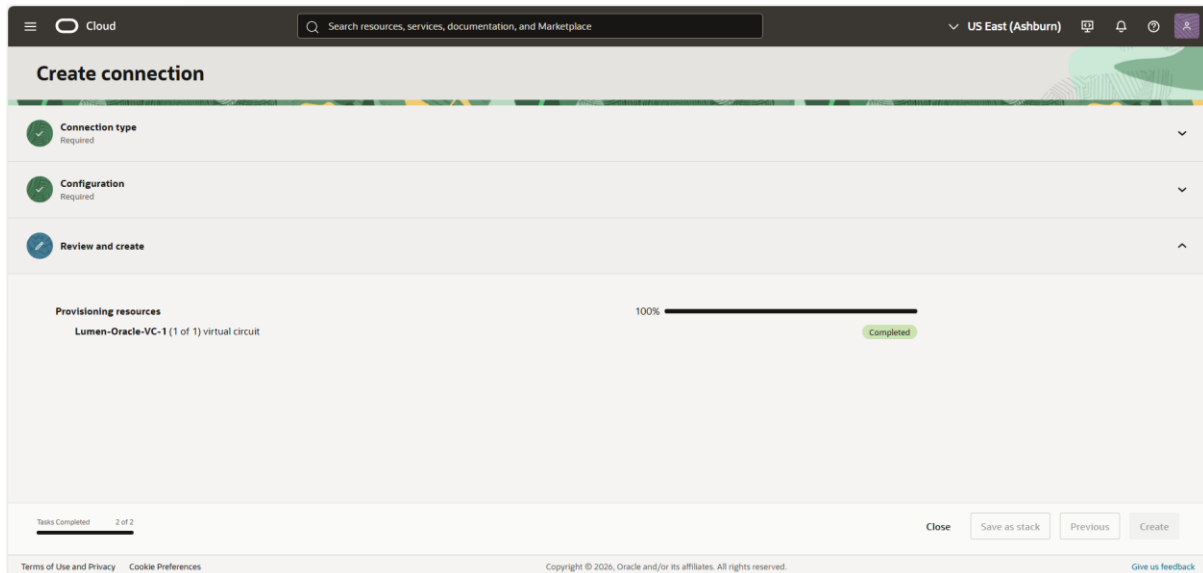 Cloud
Search resources, services, documentation, and Marketplace
US East (Ashburn)
Create connection
Connection type
Required
Configuration
Required
Review and create
Provisioning resources
100%
Lumen-Oracle-VC-1 (1 of 1) virtual circuit
Completed
Tasks Completed 2 of 2
Close
Save as stack
Previous
Create
Terms of Use and Privacy Cookie Preferences
Copyright © 2026, Oracle and/or its affiliates. All rights reserved.
Give us feedback